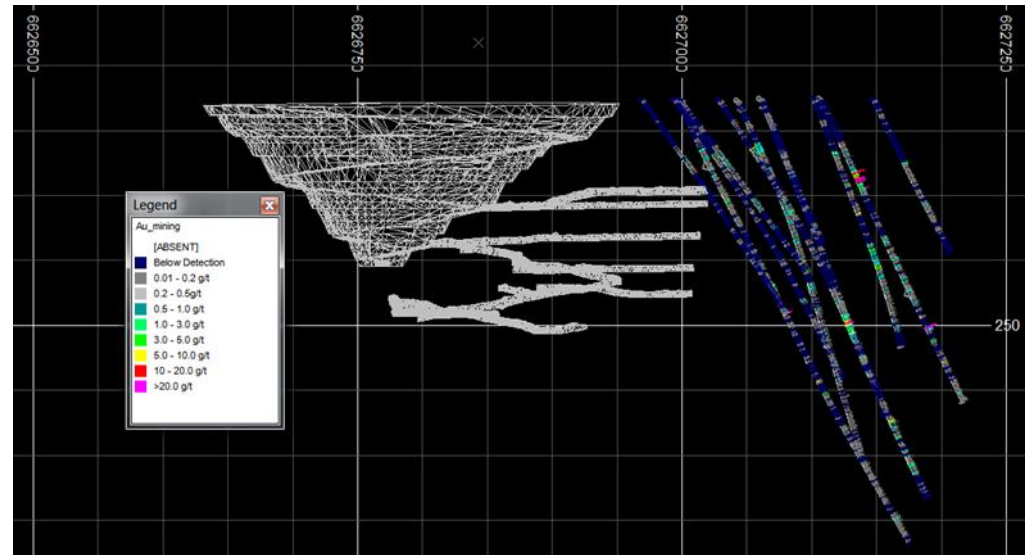 6626500
6626750
6627000
6627250
Legend
Au_mining
[ABSENT]
Below Detection
0.01 - 0.2 g/t
0.2 - 0.5g/t
0.5 - 1.0 g/t
1.0 - 3.0 g/t
3.0 - 5.0 g/t
5.0 - 10.0 g/t
10 - 20.0 g/t
>20.0 g/t
250